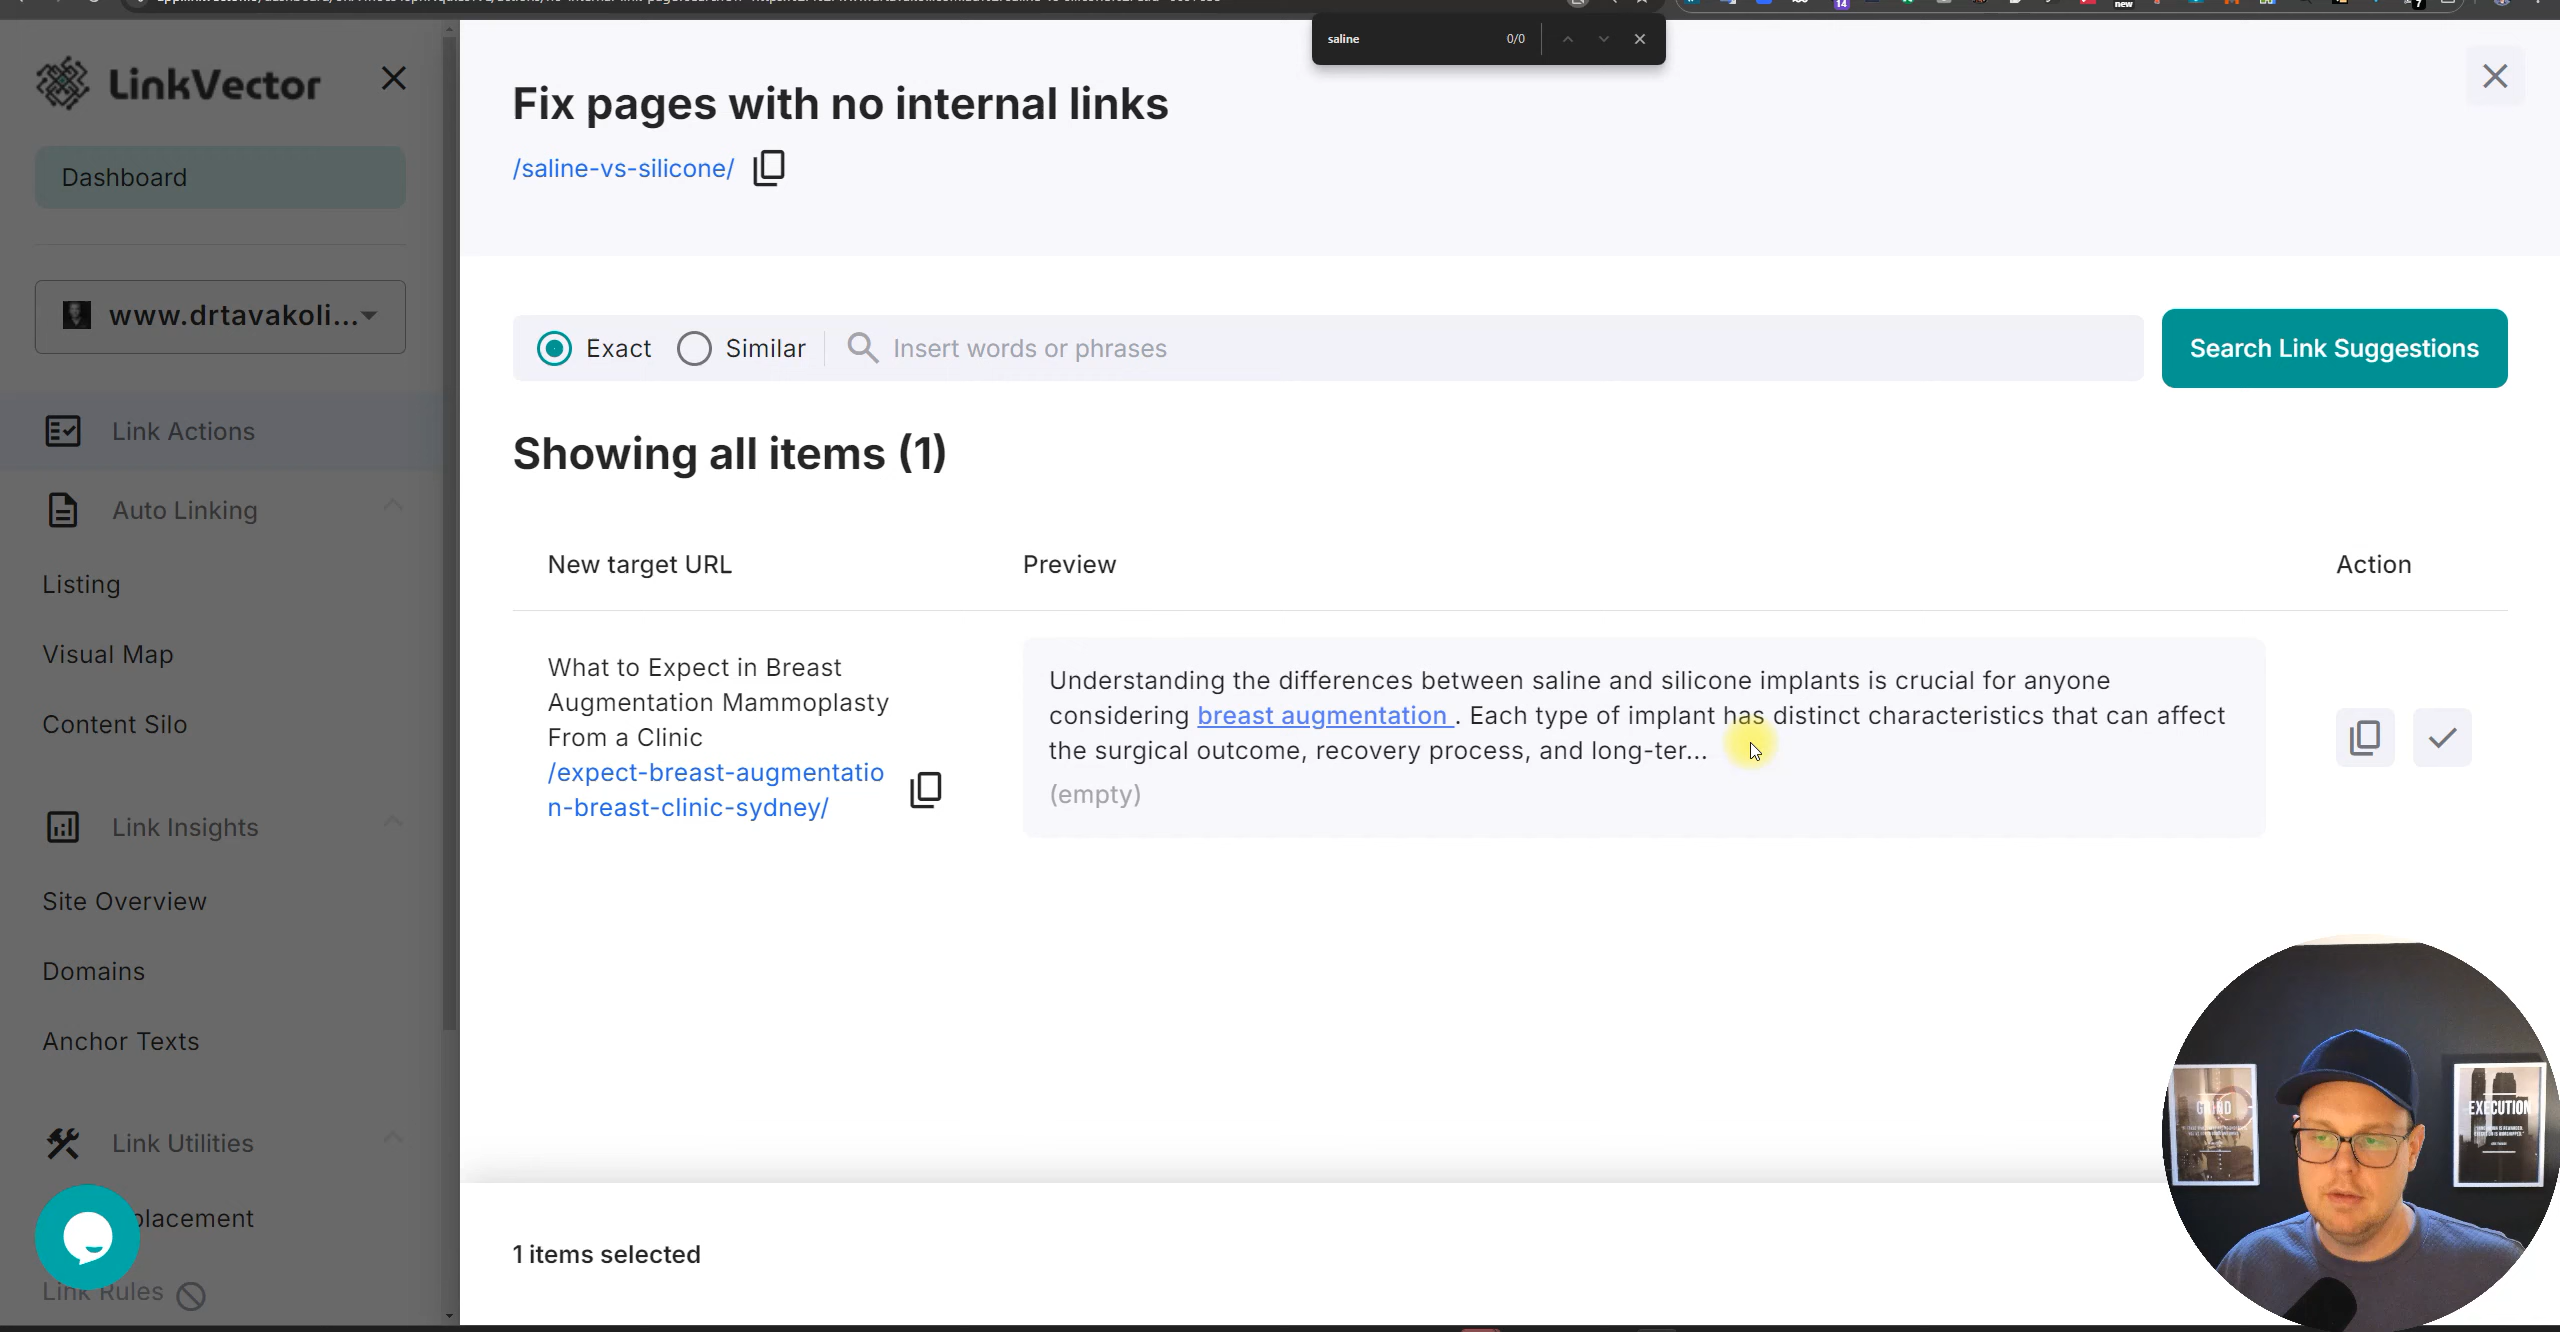 saline
0/0
14
new
7
LinkVector
Dashboard
www.drtavakoli...
Link Actions
Auto Linking
Listing
Visual Map
Content Silo
Link Insights
Site Overview
Domains
Anchor Texts
Link Utilities
placement
Link Rules
Fix pages with no internal links
/saline-vs-silicone/
Exact
Similar
Insert words or phrases
Search Link Suggestions
Showing all items (1)
New target URL
Preview
Action
What to Expect in Breast
Augmentation Mammoplasty
From a Clinic
/expect-breast-augmentatio
n-breast-clinic-sydney/
Understanding the differences between saline and silicone implants is crucial for anyone
considering breast augmentation . Each type of implant has distinct characteristics that can affect
the surgical outcome, recovery process, and long-ter...
(empty)
1 items selected
GRIND
EXECUTION